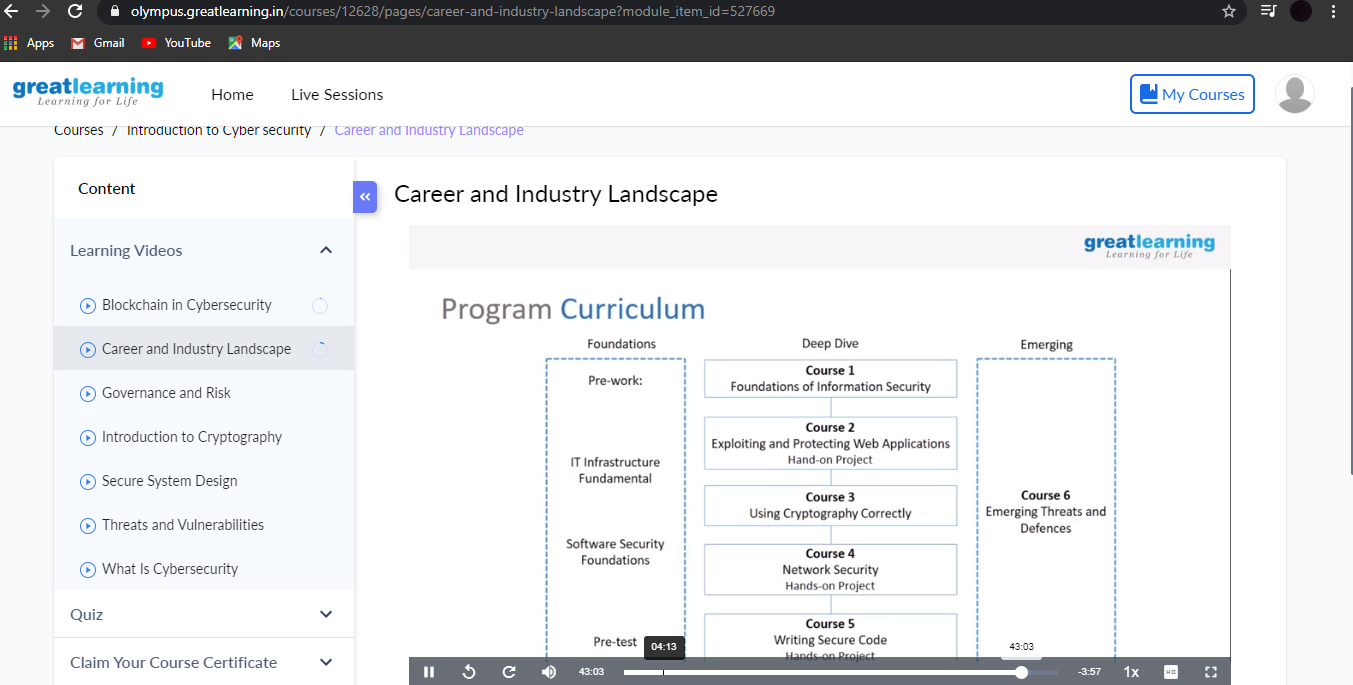 olympus.greatlearning.in/courses/12628/pages/career-and-industry-landscape?module_item_id=527669
Apps Gmail YouTube Maps
greatlearning
Learning for Life
Home Live Sessions My Courses
Courses / Introduction to Cyber security / Career and Industry Landscape
Content
Learning Videos
Blockchain in Cybersecurity
Career and Industry Landscape
Governance and Risk
Introduction to Cryptography
Secure System Design
Threats and Vulnerabilities
What Is Cybersecurity
Quiz
Claim Your Course Certificate
«
Career and Industry Landscape
greatlearning
Learning for Life
Program Curriculum
Foundations
Pre-work:
IT Infrastructure
Fundamental
Software Security
Foundations
Pre-test
Deep Dive
Course 1
Foundations of Information Security
Course 2
Exploiting and Protecting Web Applications
Hand-on Project
Course 3
Using Cryptography Correctly
Course 4
Network Security
Hands-on Project
Course 5
Writing Secure Code
Hands-on Project
Emerging
Course 6
Emerging Threats and
Defences
04:13
43:03
43:03 -3:57 1x HD